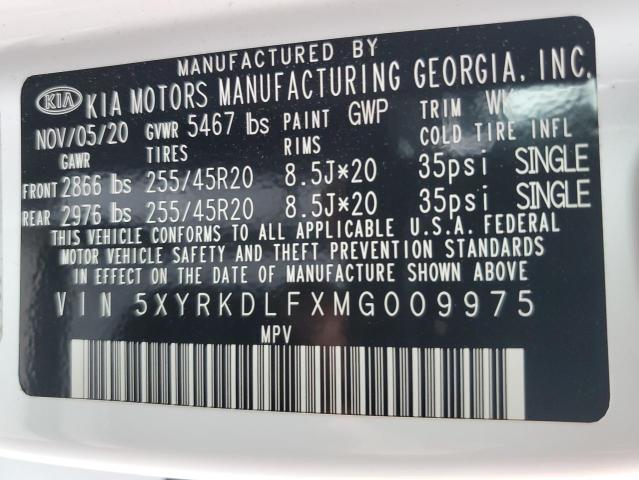 MANUFACTURED BY
KIA KIA MOTORS MANUFACTURING GEORGIA, INC.
NOV/05/20 GVWR 5467 lbs PAINT GWP TRIM WK
GAWR TIRES RIMS COLD TIRE INFL
FRONT 2866 lbs 255/45R20 8.5J×20 35psi SINGLE
REAR 2976 lbs 255/45R20 8.5J×20 35psi SINGLE
THIS VEHICLE CONFORMS TO ALL APPLICABLE U.S.A. FEDERAL
MOTOR VEHICLE SAFETY AND THEFT PREVENTION STANDARDS
IN EFFECT ON THE DATE OF MANUFACTURE SHOWN ABOVE.
VIN 5XYRKDLFXMG009975
MPV